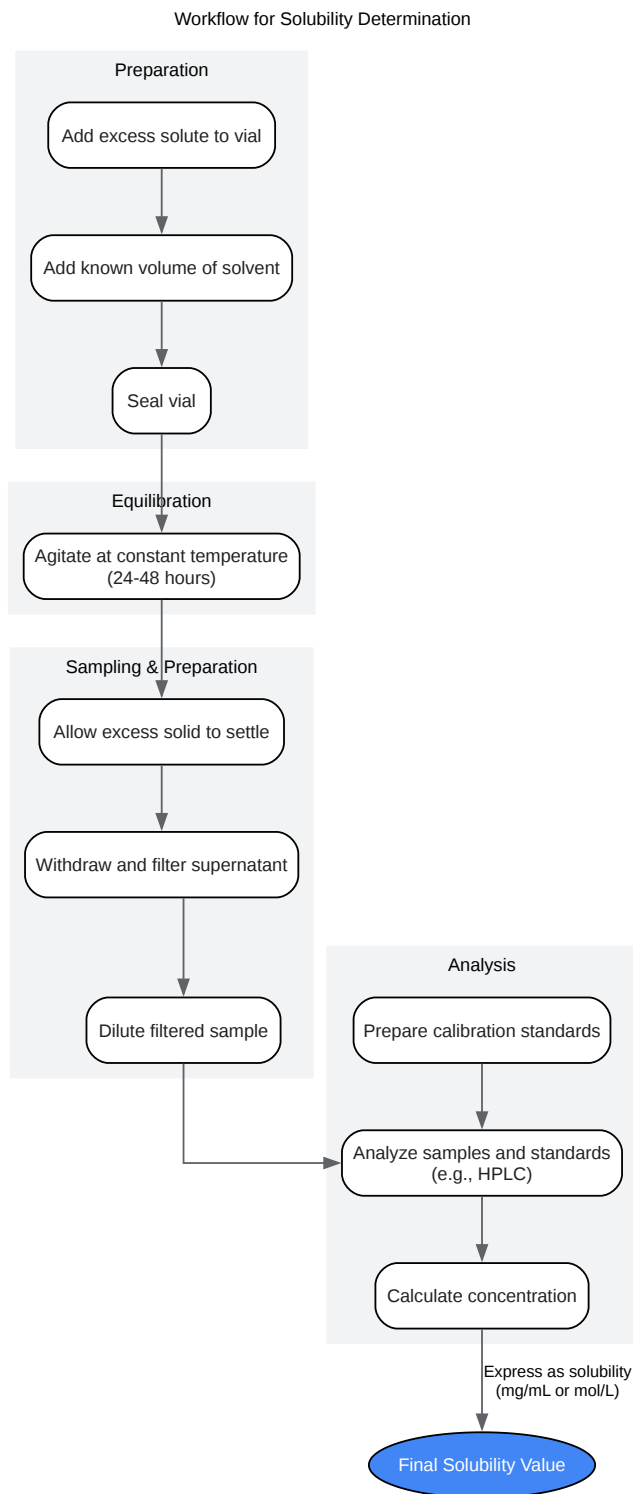 Workflow for Solubility Determination
Preparation
Add excess solute to vial
Add known volume of solvent
Seal vial
Equilibration
Agitate at constant temperature
(24-48 hours)
Sampling & Preparation
Allow excess solid to settle
Withdraw and filter supernatant
Dilute filtered sample
Analysis
Prepare calibration standards
Analyze samples and standards
(e.g., HPLC)
Calculate concentration
Express as solubility
(mg/mL or mol/L)
Final Solubility Value